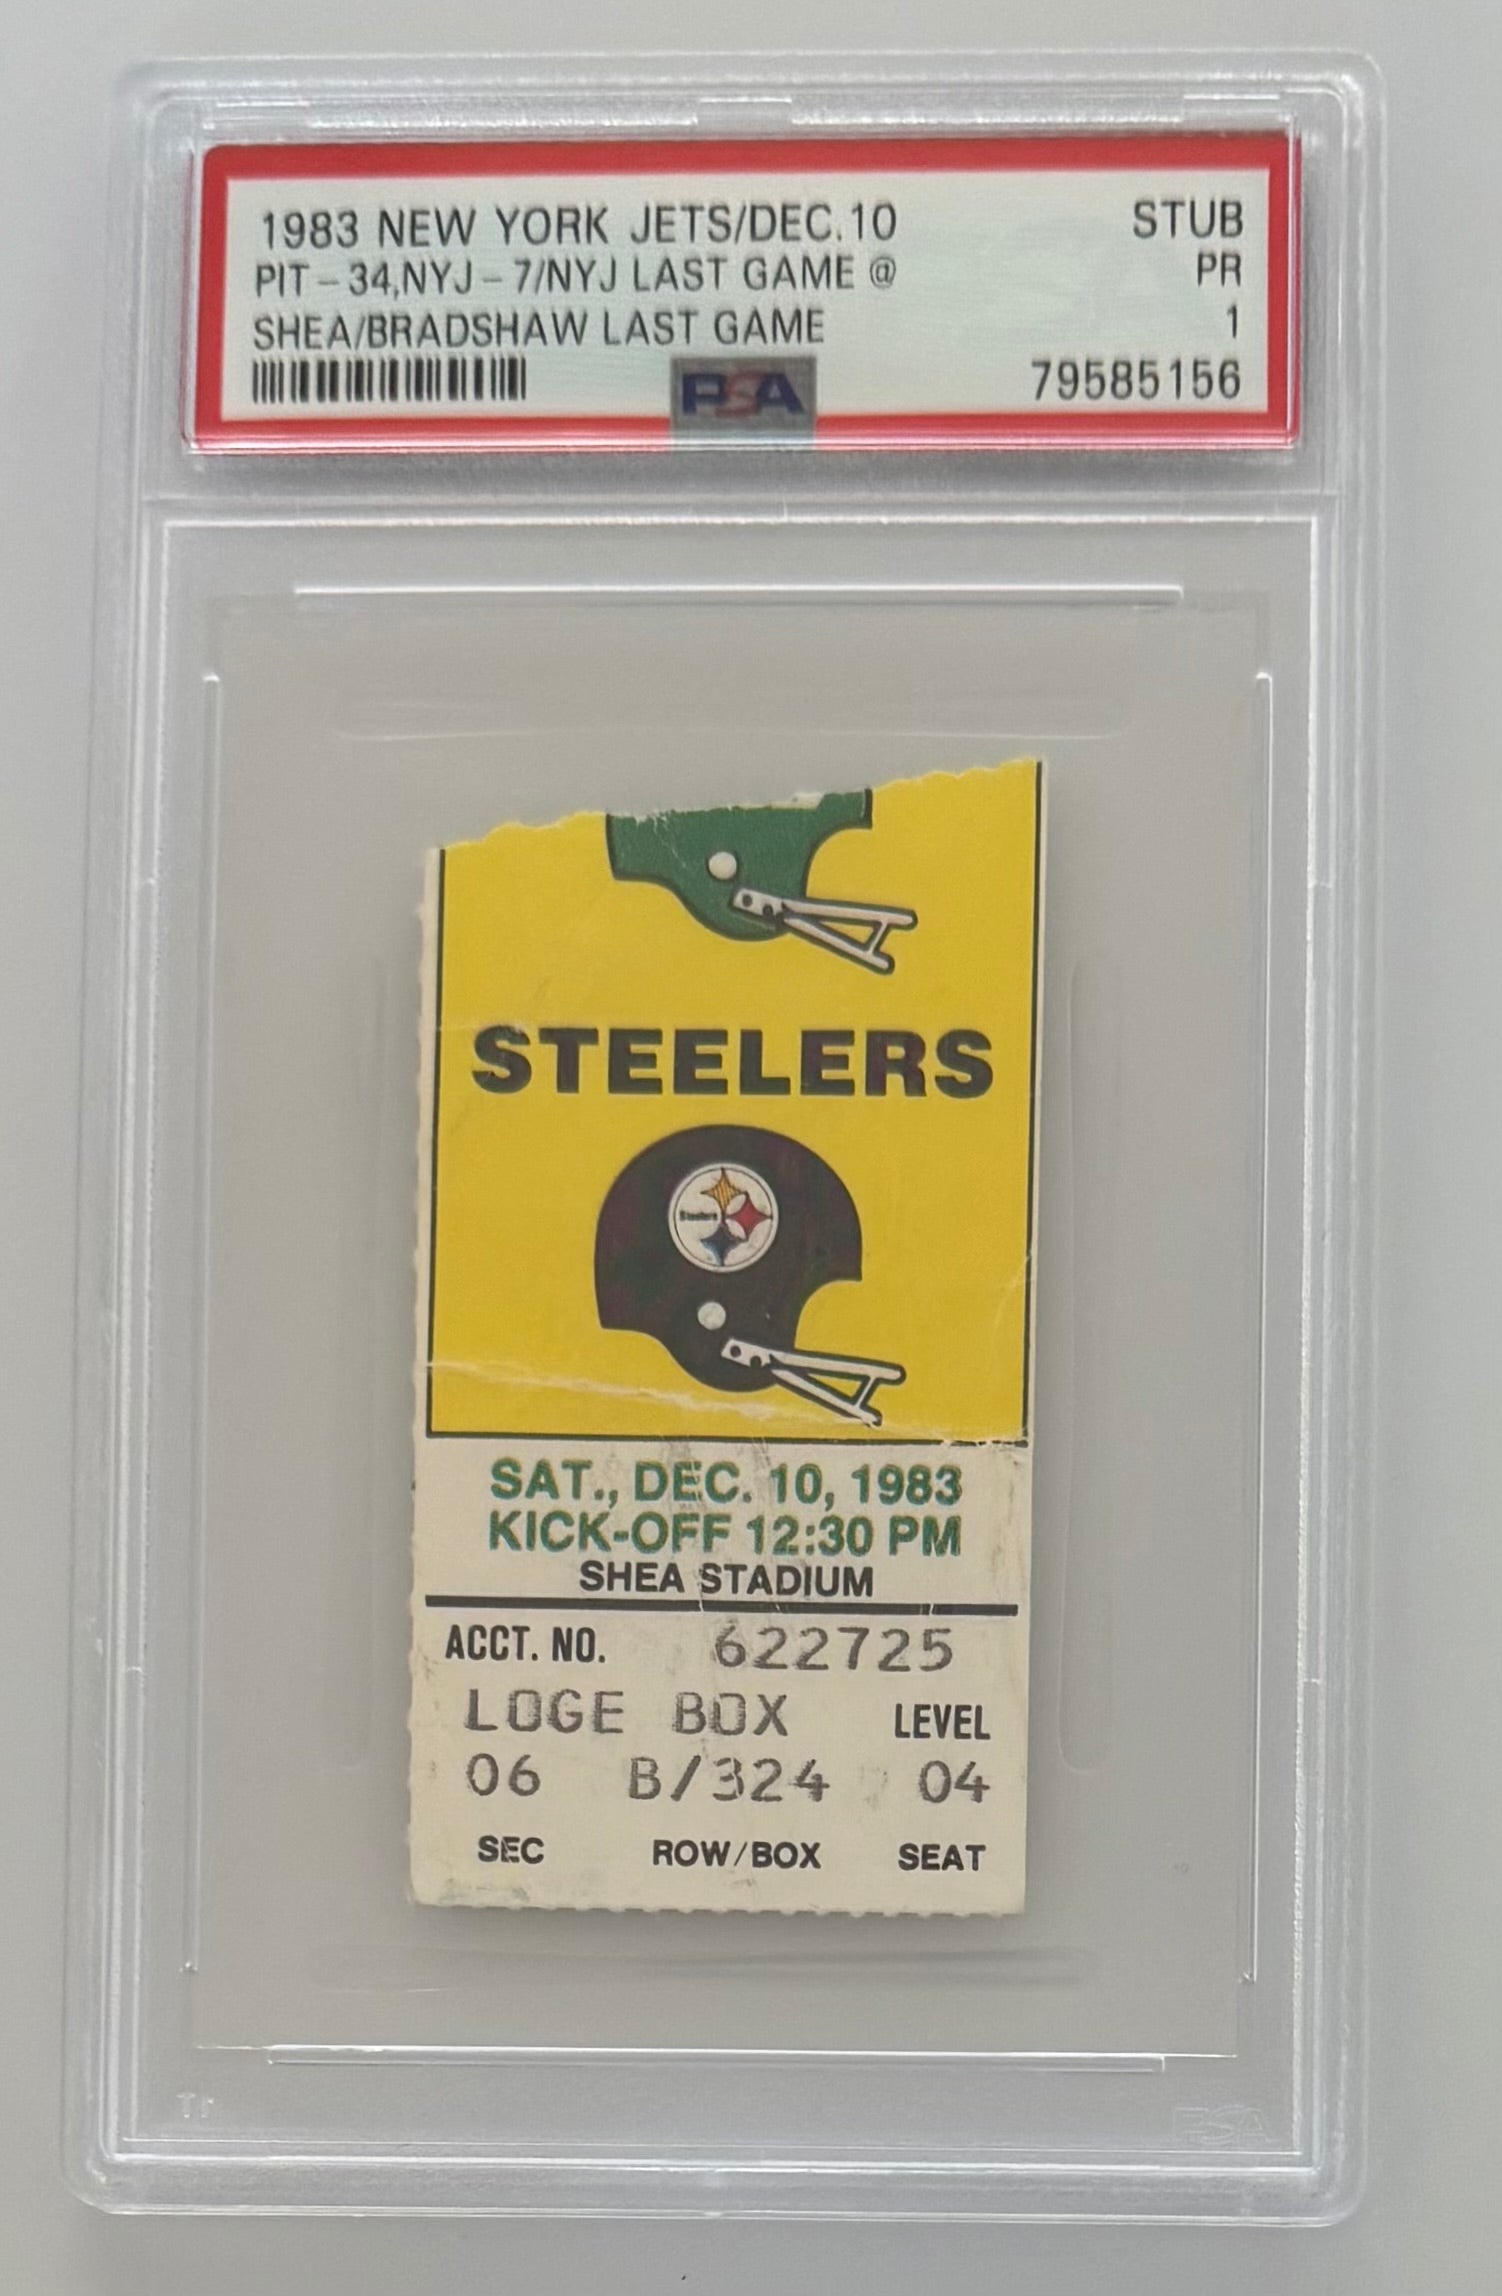 1983 NEW YORK JETS/DEC.10 STUB
PIT-34,NYJ-7/NYJ LAST GAME @ PR
SHEA/BRADSHAW LAST GAME 1
PSA 79585156
STEELERS
Steelers
SAT., DEC. 10, 1983
KICK-OFF 12:30 PM
SHEA STADIUM
ACCT. NO. 622725
LOGE BOX LEVEL
06 B/324 04
SEC ROW/BOX SEAT
PSA